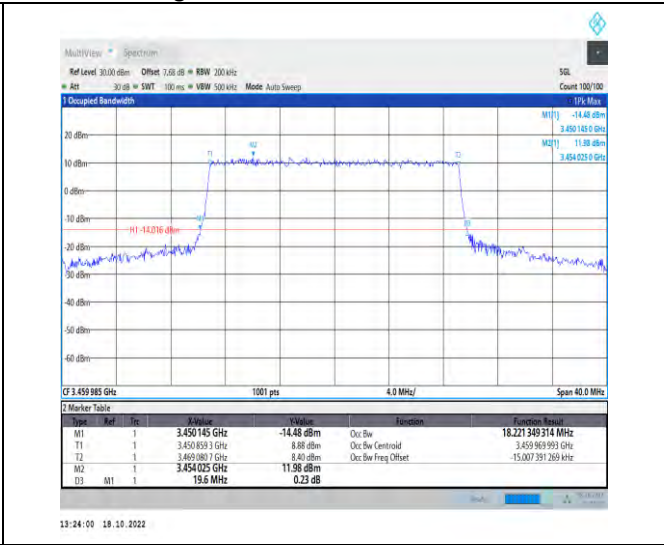 MultiView Spectrum
Ref Level 30.00 dBm Offset 7.68 dB RBW 200 kHz SGL
Att 30 dB SWT 100 ms VBW 500 kHz Mode Auto Sweep Count 100/100
1 Occupied Bandwidth 1Pk Max
M1[1] -14.48 dBm
3.450 145 0 GHz
M2[1] 11.98 dBm
3.454 025 0 GHz
20 dBm
T1 M2 T2
10 dBm
0 dBm
-10 dBm
H1 -14.016 dBm
-20 dBm
-30 dBm
-40 dBm
-50 dBm
-60 dBm
CF 3.459 985 GHz 1001 pts 4.0 MHz/ Span 40.0 MHz
2 Marker Table
Type Ref Trc X-Value Y-Value Function Function Result
M1 1 3.450145 GHz -14.48 dBm Occ Bw 18.221 349 314 MHz
T1 1 3.450 859 3 GHz 8.88 dBm Occ Bw Centroid 3.459 969 993 GHz
T2 1 3.469 080 7 GHz 8.40 dBm Occ Bw Freq Offset -15.007 391 269 kHz
M2 1 3.454 025 GHz 11.98 dBm
D3 M1 1 19.6 MHz 0.23 dB
13:24:00 18.10.2022